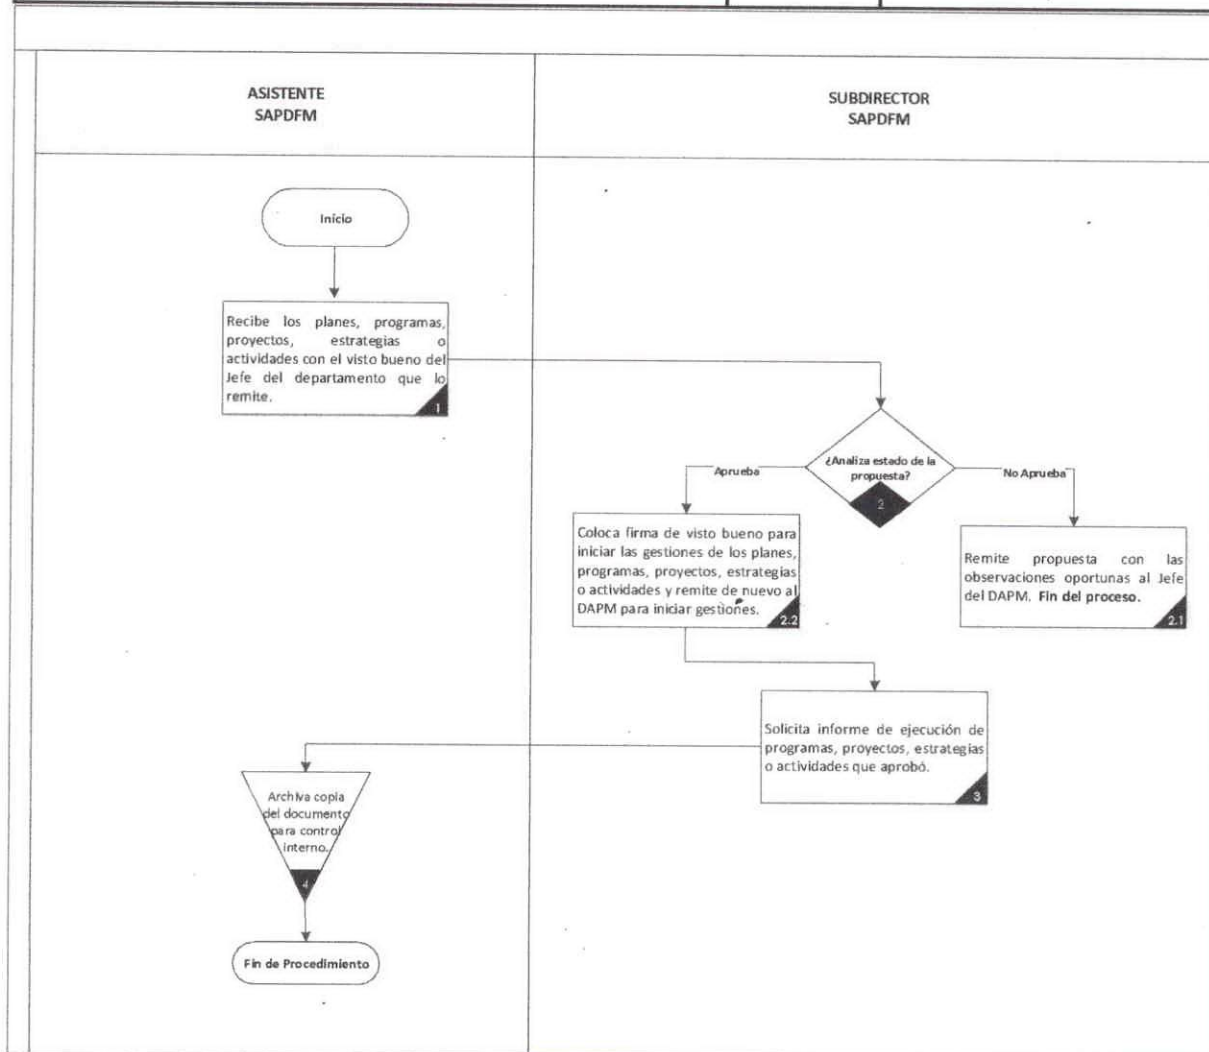 ASISTENTE
SAPDFM
SUBDIRECTOR
SAPDFM
Inicio
Recibe los planes, programas,
proyectos, estrategias o
actividades con el visto bueno del
Jefe del departamento que lo
remite.
1
¿Analiza estado de la
propuesta?
2
Aprueba
No Aprueba
Coloca firma de visto bueno para
iniciar las gestiones de los planes,
programas, proyectos, estrategias
o actividades y remite de nuevo al
DAPM para iniciar gestiones.
2.2
Remite propuesta con las
observaciones oportunas al Jefe
del DAPM. Fin del proceso.
2.1
Solicita informe de ejecución de
programas, proyectos, estrategias
o actividades que aprobó.
3
Archiva copia
del documento
para control
interno.
4
Fin de Procedimiento